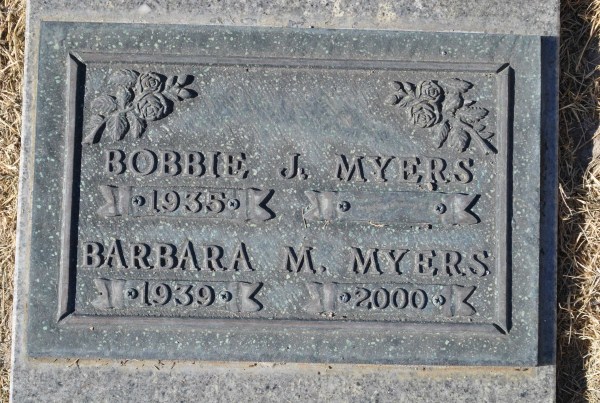 BOBBIE J. MYERS
1935
BARBARA M. MYERS
1939 2000